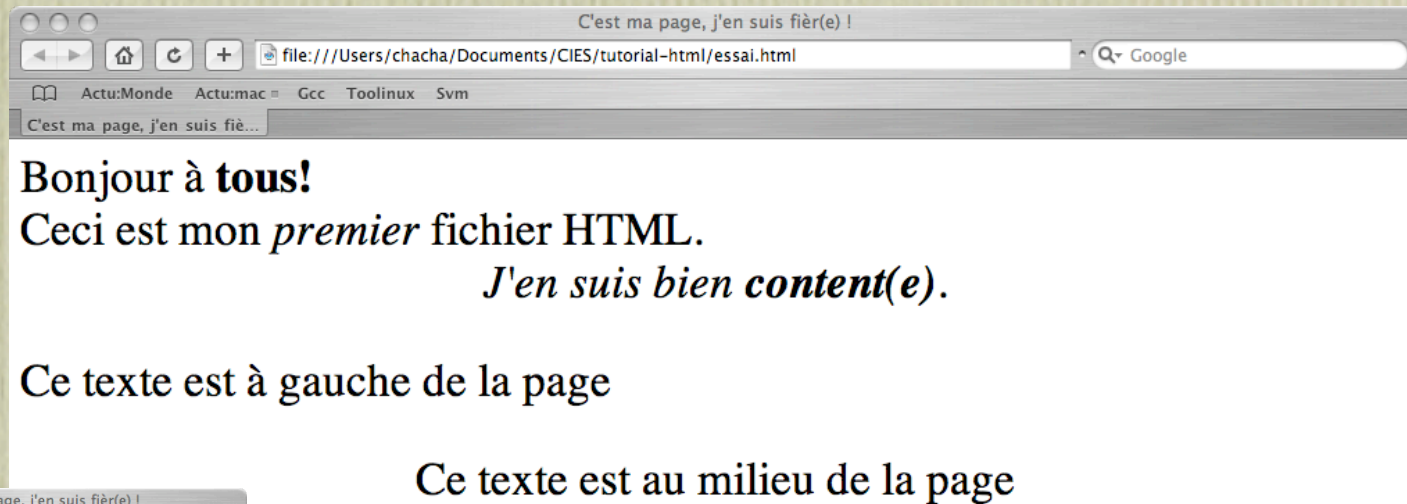 C'est ma page, j'en suis fièr(e) !
file:///Users/chacha/Documents/CIES/tutorial-html/essai.html
Google
Actu:Monde Actu:mac Gcc Toolinux Svm
C'est ma page, j'en suis fiè...
Bonjour à tous!
Ceci est mon premier fichier HTML.
J'en suis bien content(e).
Ce texte est à gauche de la page
Ce texte est au milieu de la page
page, j'en suis fièr(e) !